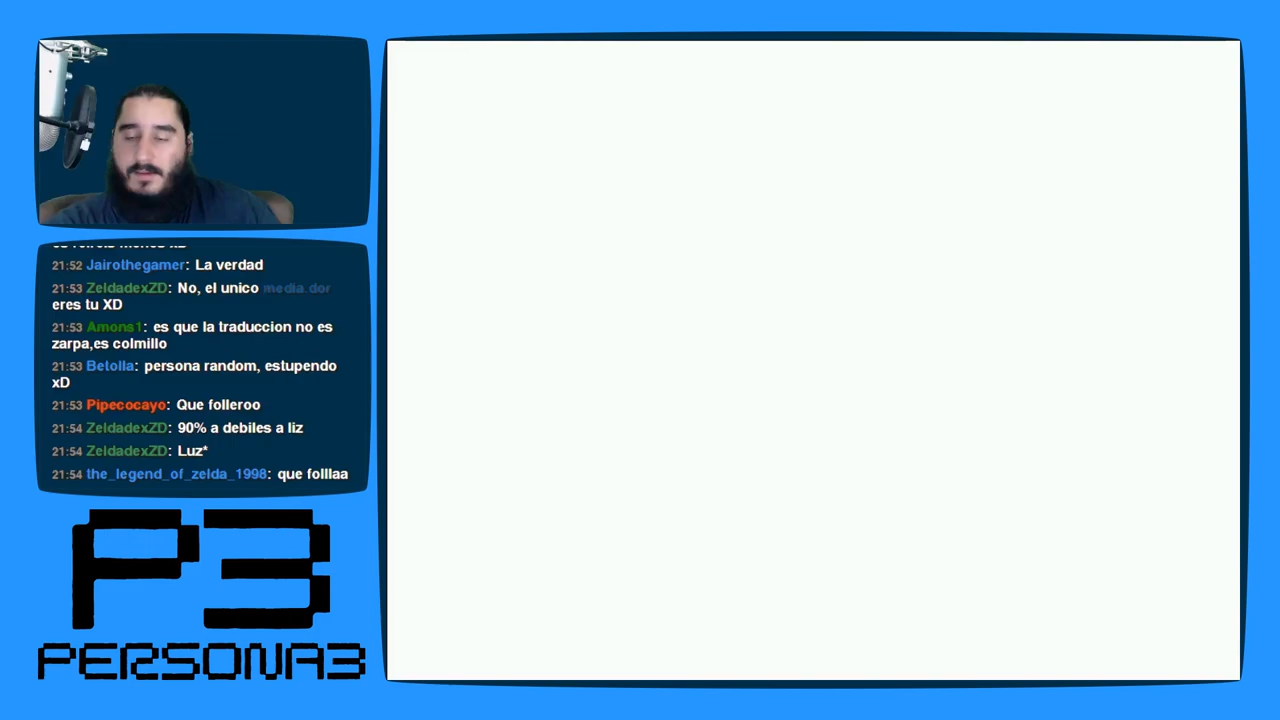 21:52 Jairothegamer: La verdad
21:53 ZeldadexZD: No, el unico media.dor
eres tu XD
21:53 Amons1: es que la traduccion no es
zarpa,es colmillo
21:53 Betolla: persona random, estupendo
xD
21:53 Pipecocayo: Que folleroo
21:54 ZeldadexZD: 90% a debiles a liz
21:54 ZeldadexZD: Luz*
21:54 the_legend_of_zelda_1998: que folllaa
P3
PERSONA3